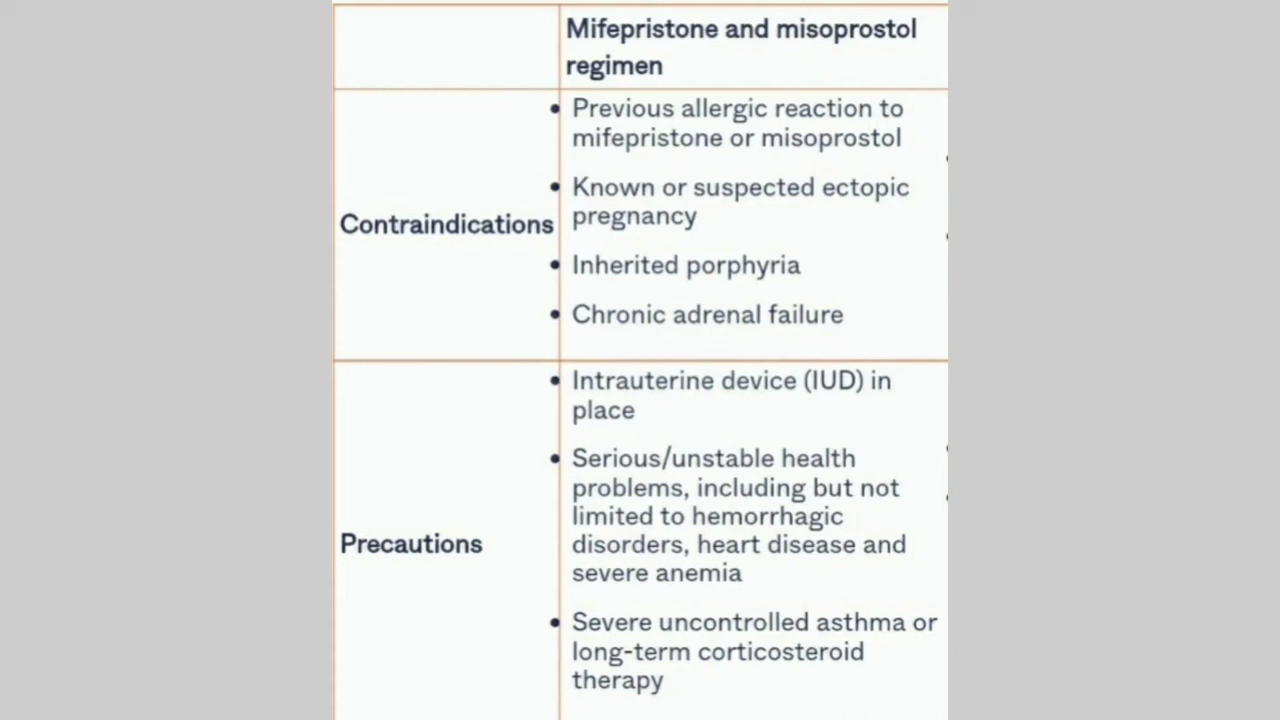 Mifepristone and misoprostol
regimen
Contraindications
• Previous allergic reaction to
mifepristone or misoprostol
• Known or suspected ectopic
pregnancy
• Inherited porphyria
• Chronic adrenal failure
Precautions
• Intrauterine device (IUD) in
place
• Serious/unstable health
problems, including but not
limited to hemorrhagic
disorders, heart disease and
severe anemia
• Severe uncontrolled asthma or
long-term corticosteroid
therapy